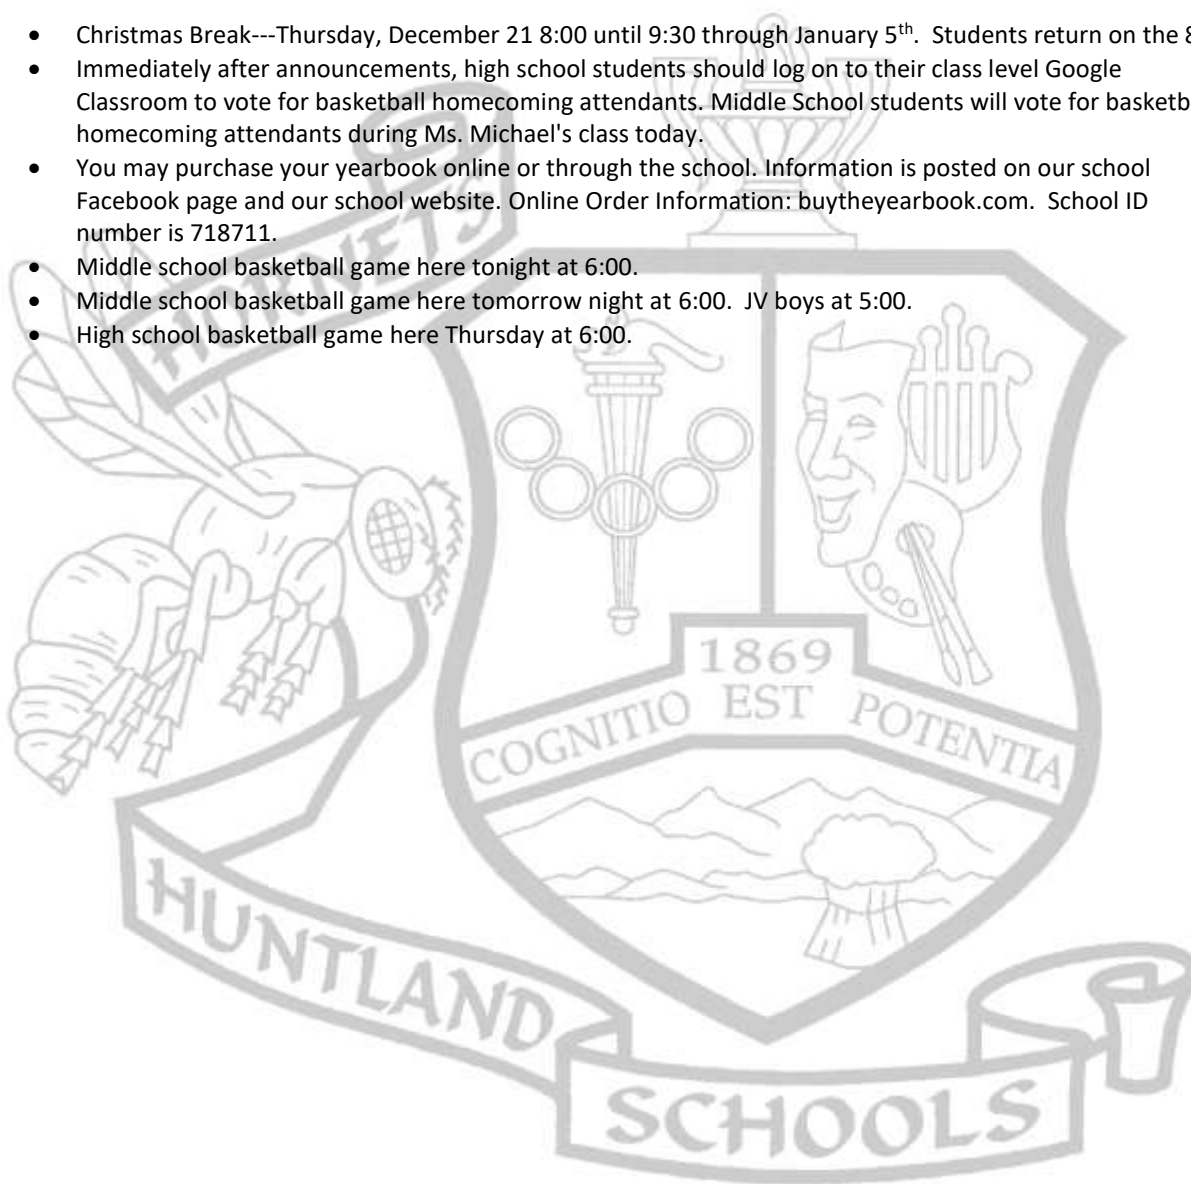 • Christmas Break---Thursday, December 21 8:00 until 9:30 through January 5th. Students return on the 8
• Immediately after announcements, high school students should log on to their class level Google
Classroom to vote for basketball homecoming attendants. Middle School students will vote for basketb
homecoming attendants during Ms. Michael's class today.
• You may purchase your yearbook online or through the school. Information is posted on our school
Facebook page and our school website. Online Order Information: buytheyearbook.com. School ID
number is 718711.
• Middle school basketball game here tonight at 6:00.
• Middle school basketball game here tomorrow night at 6:00. JV boys at 5:00.
• High school basketball game here Thursday at 6:00.
HORNETS
1869
COGNITIO EST POTENTIA
HUNTLAND
SCHOOLS